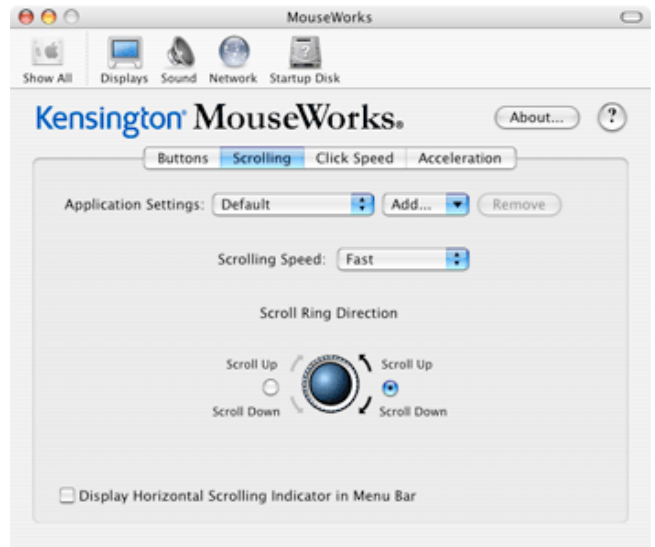 MouseWorks
Show All Displays Sound Network Startup Disk
Kensington® MouseWorks® About... ?
Buttons Scrolling Click Speed Acceleration
Application Settings: Default Add... Remove
Scrolling Speed: Fast
Scroll Ring Direction
Scroll Up Scroll Up
Scroll Down Scroll Down
Display Horizontal Scrolling Indicator in Menu Bar